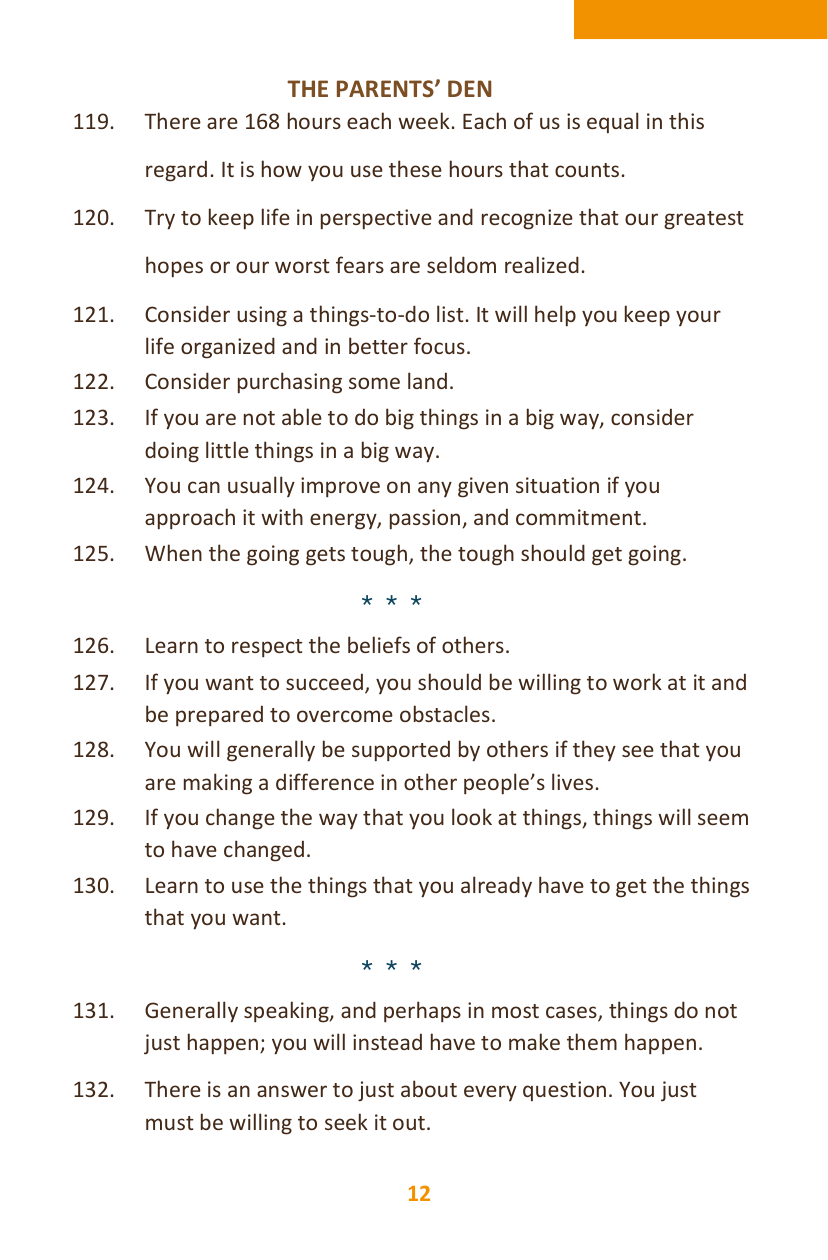 THE PARENTS’ DEN
119. There are 168 hours each week. Each of us is equal in this
regard. It is how you use these hours that counts.
120. Try to keep life in perspective and recognize that our greatest
hopes or our worst fears are seldom realized.
121. Consider using a things-to-do list. It will help you keep your
life organized and in better focus.
122. Consider purchasing some land.
123. If you are not able to do big things in a big way, consider
doing little things in a big way.
124. You can usually improve on any given situation if you
approach it with energy, passion, and commitment.
125. When the going gets tough, the tough should get going.
* * *
126. Learn to respect the beliefs of others.
127. If you want to succeed, you should be willing to work at it and
be prepared to overcome obstacles.
128. You will generally be supported by others if they see that you
are making a difference in other people’s lives.
129. If you change the way that you look at things, things will seem
to have changed.
130. Learn to use the things that you already have to get the things
that you want.
* * *
131. Generally speaking, and perhaps in most cases, things do not
just happen; you will instead have to make them happen.
132. There is an answer to just about every question. You just
must be willing to seek it out.
12